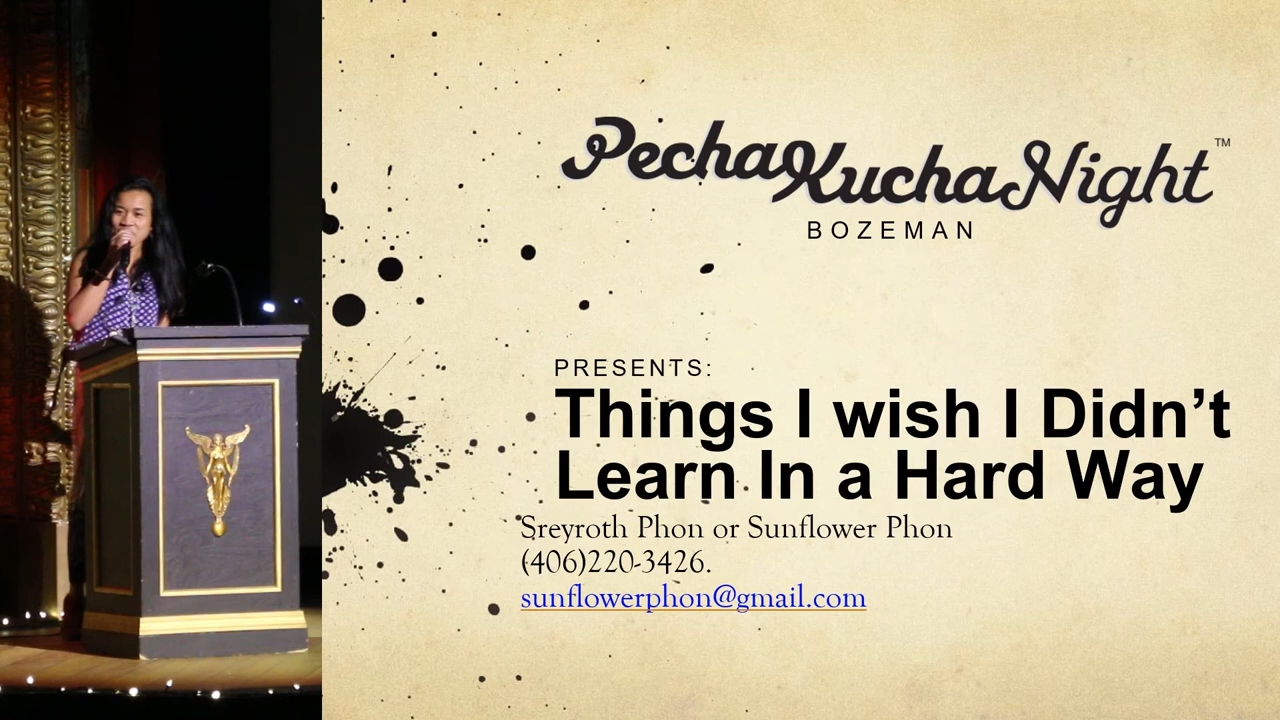 PechaKuchaNight™
BOZEMAN
PRESENTS:
Things I wish I Didn’t
Learn In a Hard Way
Sreyroth Phon or Sunflower Phon
(406)220-3426.
sunflowerphon@gmail.com